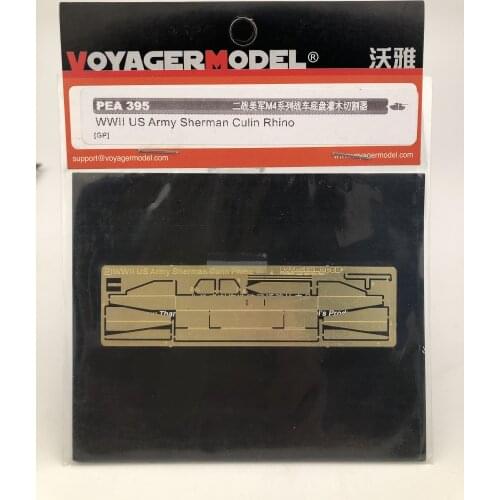 VOYAGERMODEL® 沃雅
PEA 395 二战美军M4系列战车底盘灌木切割器
WWII US Army Sherman Culin Rhino
[GP]
support@voyagermodel.com www.voyagermodel.com
WWII US Army Sherman Culin Rhino
Than
's Prod